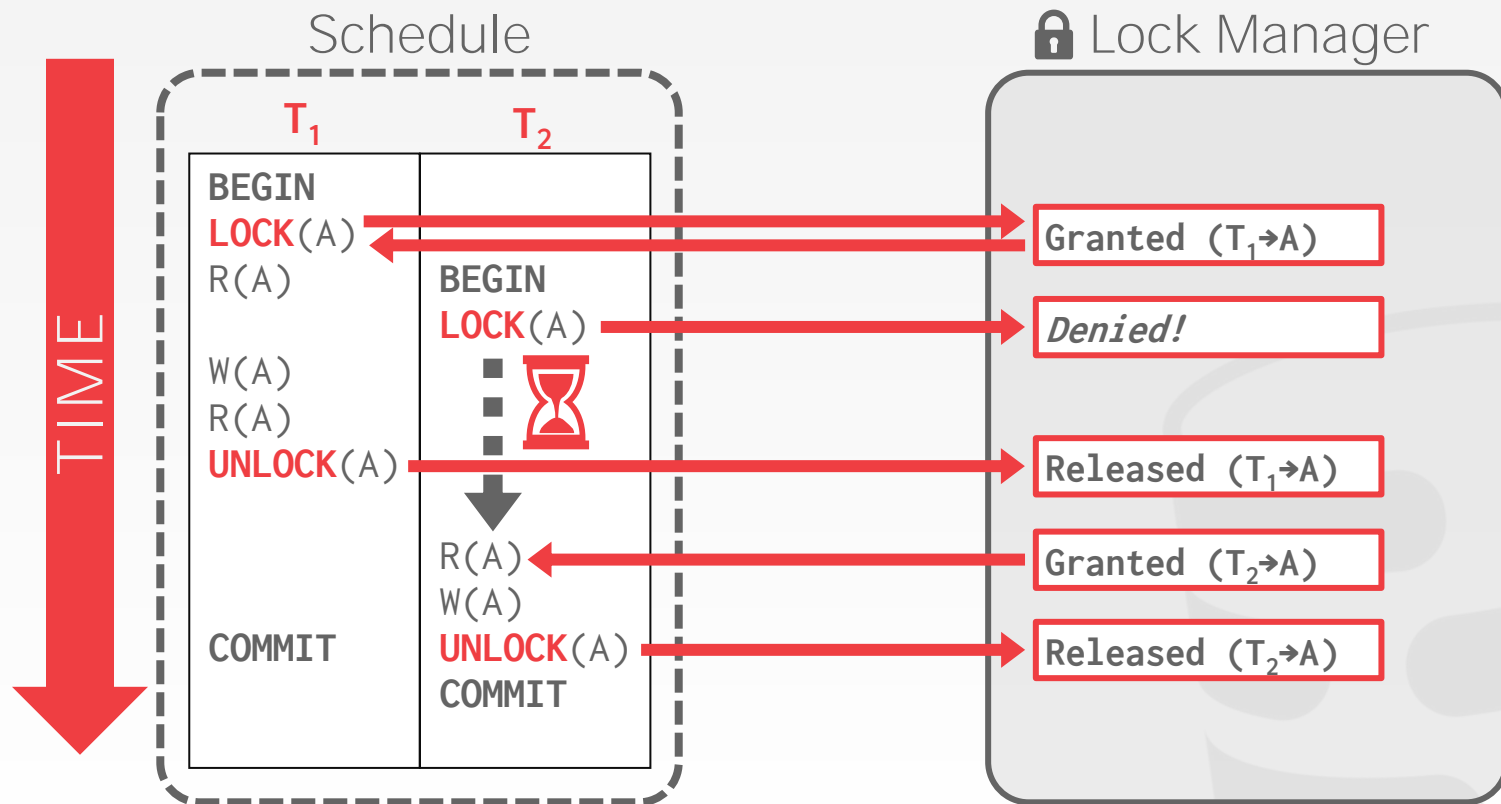 Schedule
Lock Manager
TIME
T₁ T₂
BEGIN
LOCK(A)
Granted (T₁→A)
R(A) BEGIN
LOCK(A)
Denied!
W(A)
R(A)
UNLOCK(A)
Released (T₁→A)
R(A)
Granted (T₂→A)
W(A)
COMMIT UNLOCK(A)
Released (T₂→A)
COMMIT